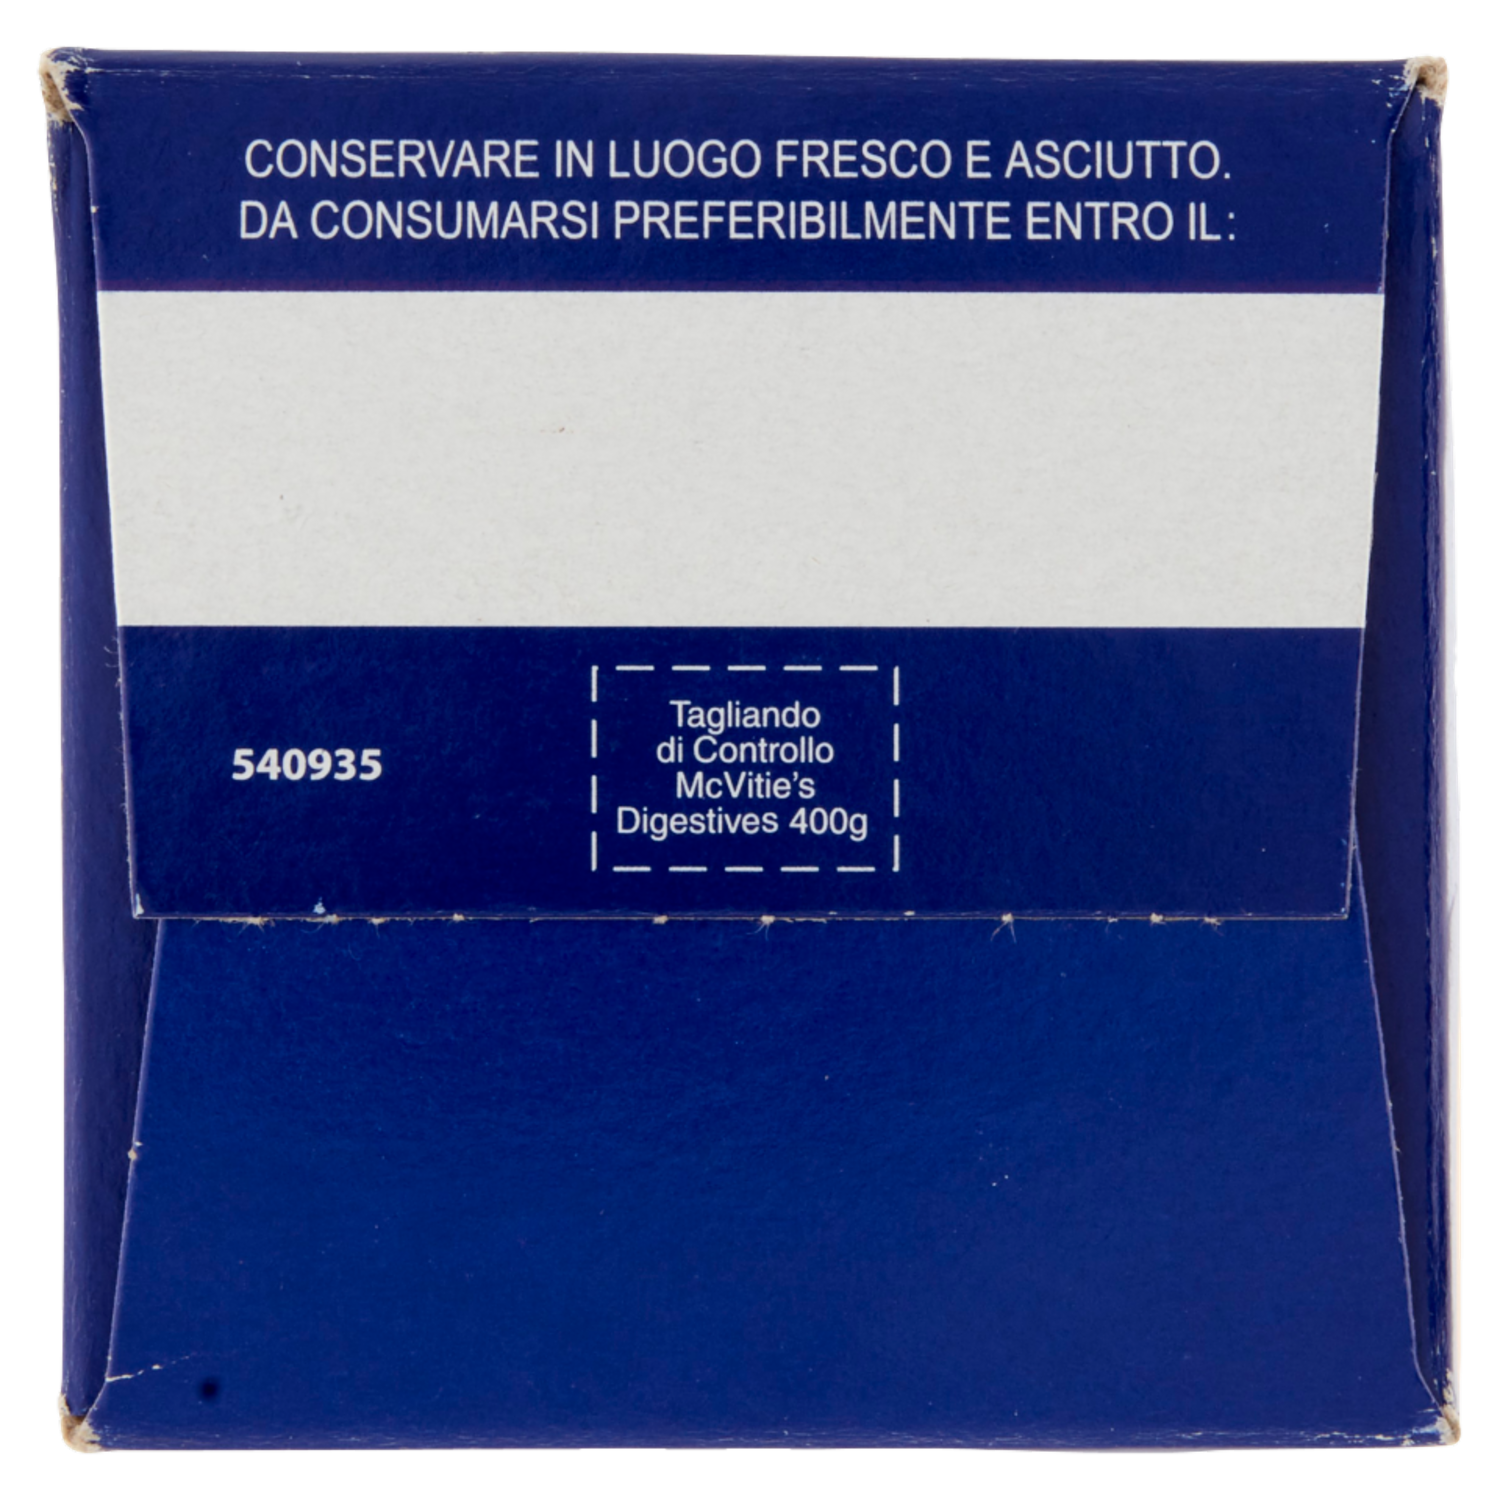 CONSERVARE IN LUOGO FRESCO E ASCIUTTO.
DA CONSUMARSI PREFERIBILMENTE ENTRO IL:
540935
Tagliando
di Controllo
McVitie's
Digestives 400g